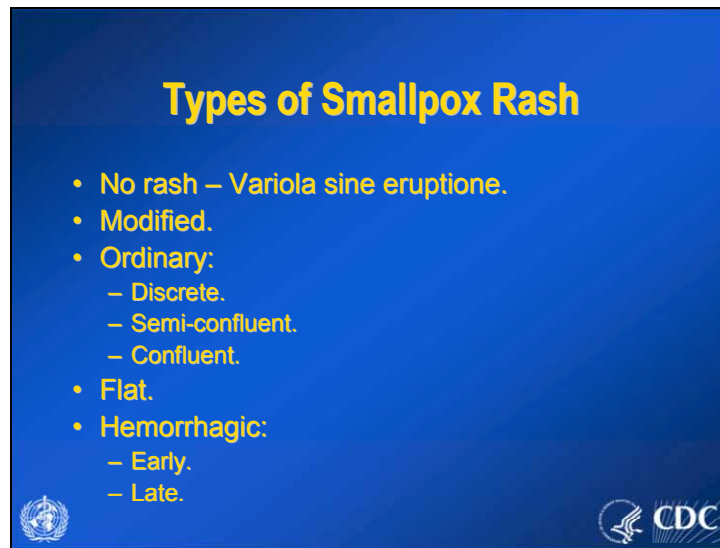 Types of Smallpox Rash
• No rash – Variola sine eruptione.
• Modified.
• Ordinary:
– Discrete.
– Semi-confluent.
– Confluent.
• Flat.
• Hemorrhagic:
– Early.
– Late.
CDC